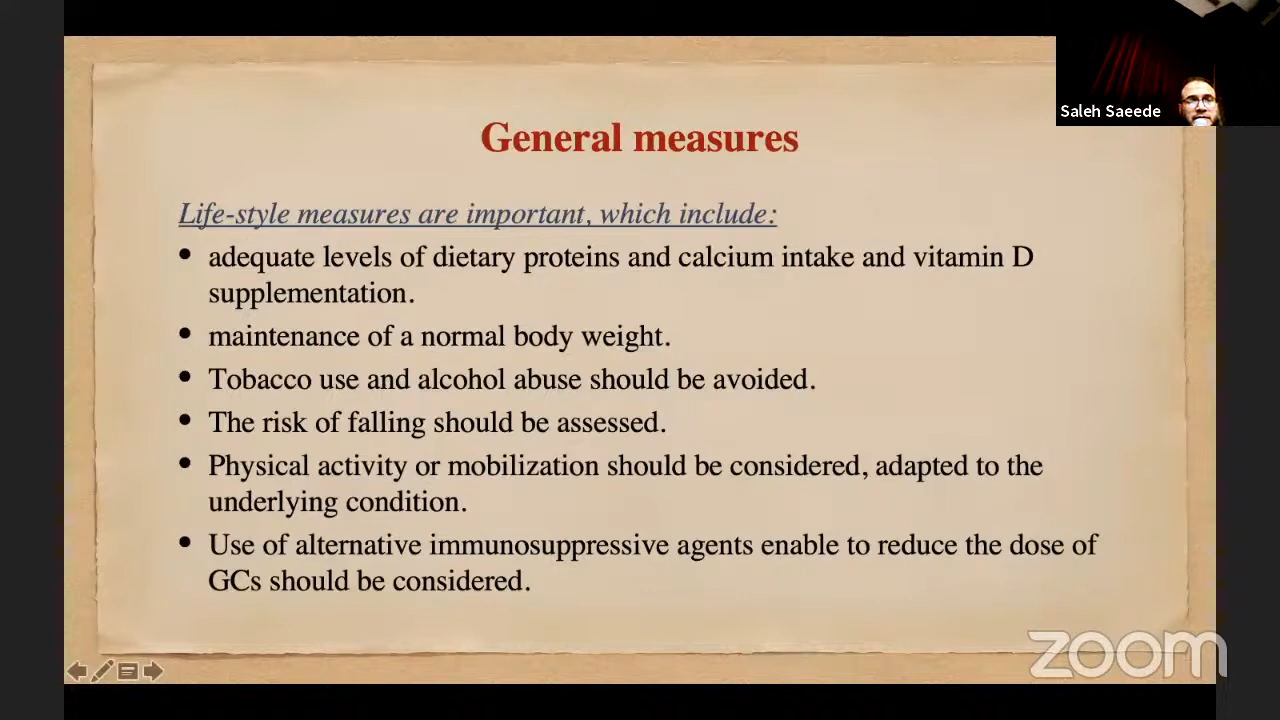 Saleh Saeede
General measures
Life-style measures are important, which include:
• adequate levels of dietary proteins and calcium intake and vitamin D
supplementation.
• maintenance of a normal body weight.
• Tobacco use and alcohol abuse should be avoided.
• The risk of falling should be assessed.
• Physical activity or mobilization should be considered, adapted to the
underlying condition.
• Use of alternative immunosuppressive agents enable to reduce the dose of
GCs should be considered.
zoom